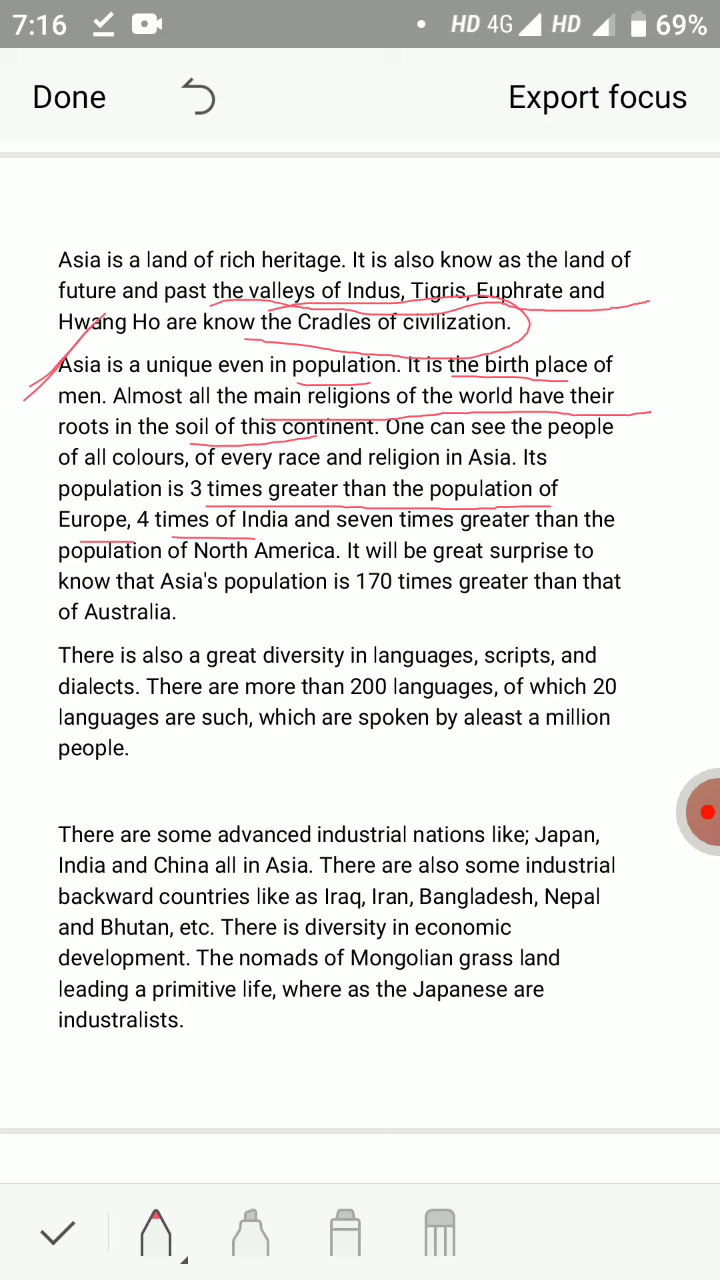 7:16 HD 4G HD 69%
Done Export focus
Asia is a land of rich heritage. It is also know as the land of
future and past the valleys of Indus, Tigris, Euphrate and
Hwang Ho are know the Cradles of civilization.
Asia is a unique even in population. It is the birth place of
men. Almost all the main religions of the world have their
roots in the soil of this continent. One can see the people
of all colours, of every race and religion in Asia. Its
population is 3 times greater than the population of
Europe, 4 times of India and seven times greater than the
population of North America. It will be great surprise to
know that Asia's population is 170 times greater than that
of Australia.
There is also a great diversity in languages, scripts, and
dialects. There are more than 200 languages, of which 20
languages are such, which are spoken by aleast a million
people.
There are some advanced industrial nations like; Japan,
India and China all in Asia. There are also some industrial
backward countries like as Iraq, Iran, Bangladesh, Nepal
and Bhutan, etc. There is diversity in economic
development. The nomads of Mongolian grass land
leading a primitive life, where as the Japanese are
industralists.